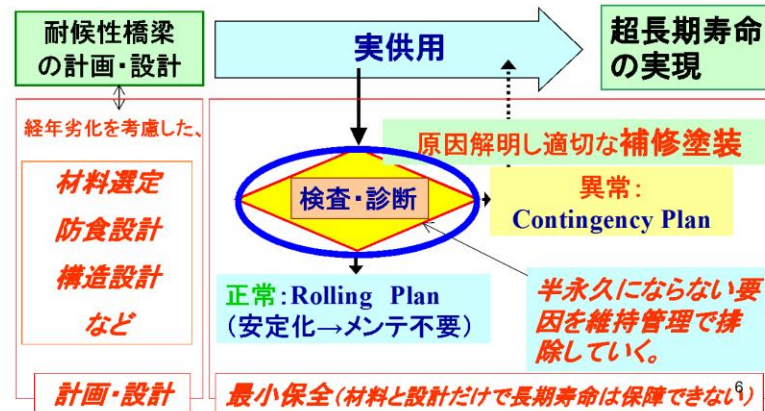 耐候性橋梁
の計画・設計
実供用
超長期寿命
の実現
経年劣化を考慮した、
材料選定
防食設計
構造設計
など
原因解明し適切な補修塗装
検査・診断
異常：
Contingency Plan
正常：Rolling Plan
（安定化→メンテ不要）
半永久にならない要
因を維持管理で排
除していく。
計画・設計
最小保全（材料と設計だけで長期寿命は保障できない）
6